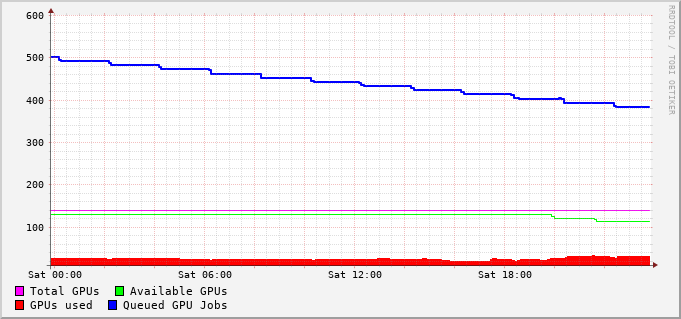 600
500
400
300
200
100
Sat 00:00 Sat 06:00 Sat 12:00 Sat 18:00
Total GPUs Available GPUs
GPUs used Queued GPU Jobs
RRDTOOL / TOBI OETIKER